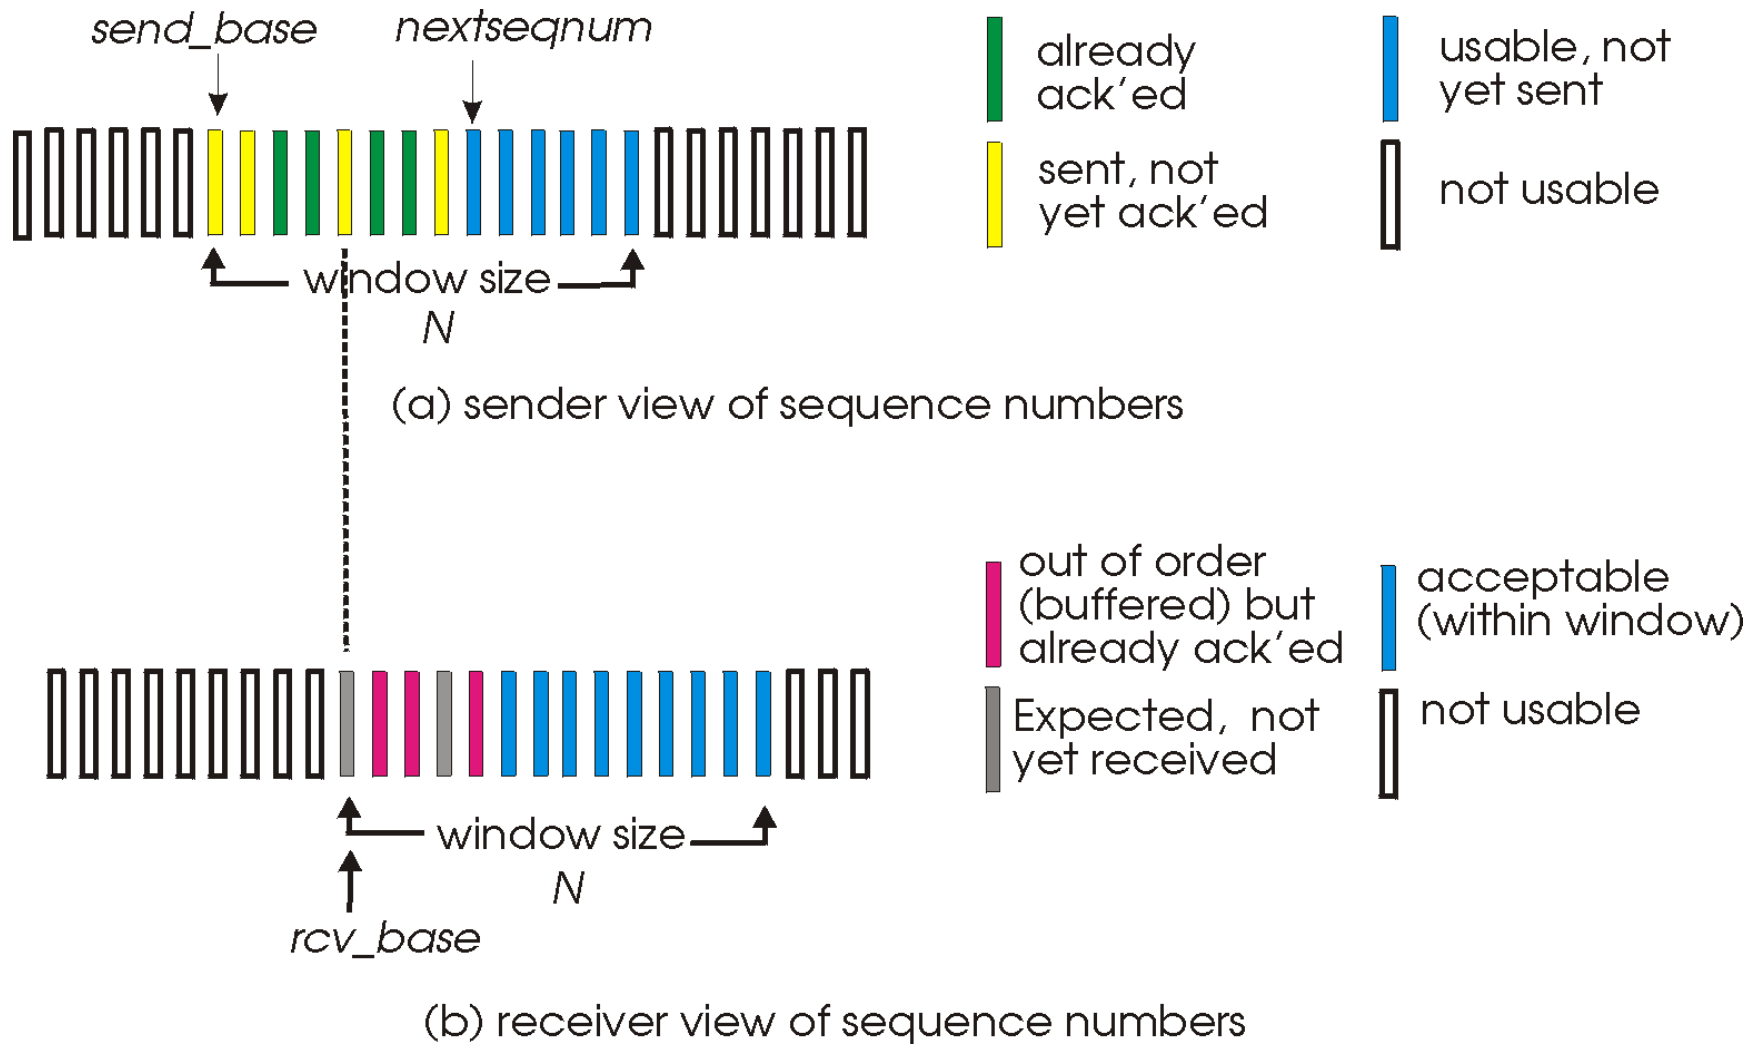 send_base
nextseqnum
already
ack'ed
usable, not
yet sent
sent, not
yet ack'ed
not usable
window size
N
(a) sender view of sequence numbers
out of order
(buffered) but
already ack'ed
acceptable
(within window)
Expected, not
yet received
not usable
window size
N
rcv_base
(b) receiver view of sequence numbers